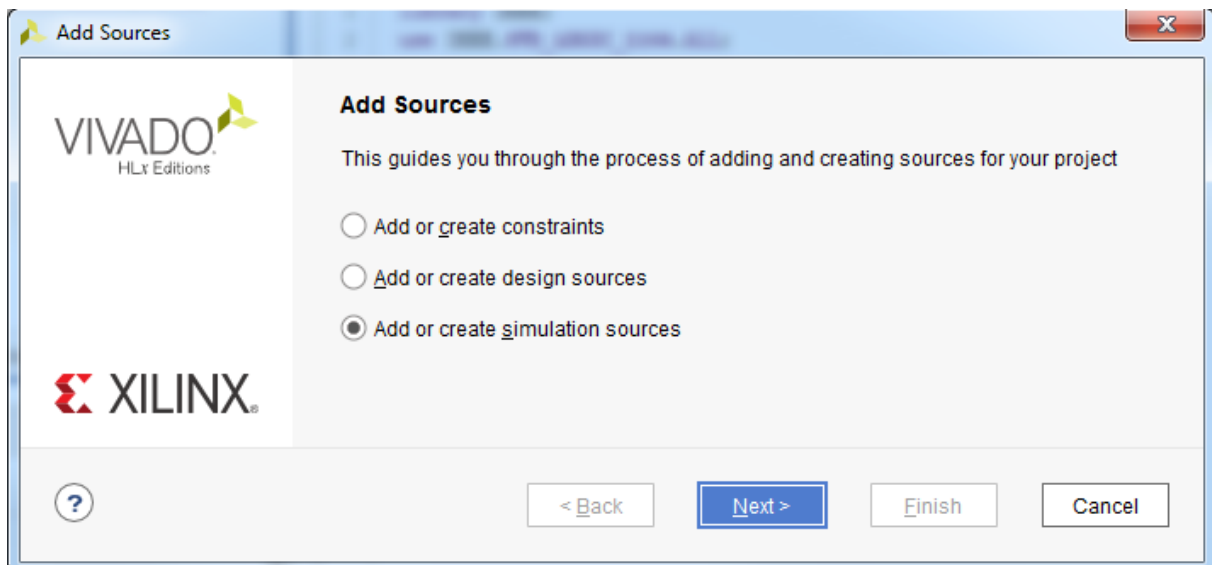 Add Sources
VIVADO.
HLx Editions
Add Sources
This guides you through the process of adding and creating sources for your project
Add or create constraints
Add or create design sources
Add or create simulation sources
XILINX.
?
< Back
Next >
Finish
Cancel